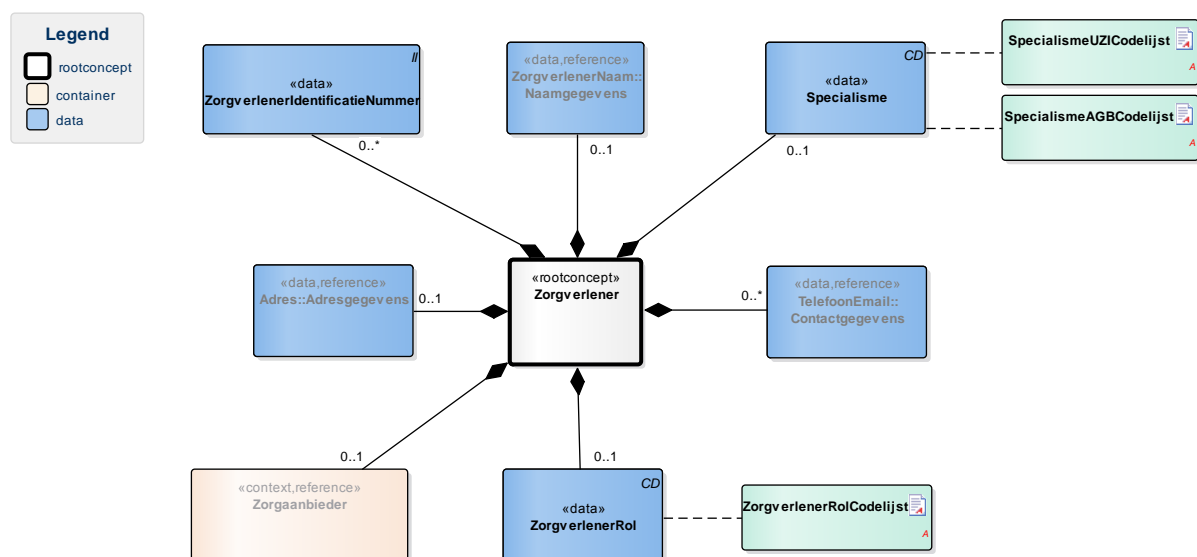 Legend
rootconcept
container
data
II
«data»
ZorgverlenerIdentificatieNummer
0..*
«data,reference»
ZorgverlenerNaam::
Naamgegevens
0..1
CD
«data»
Specialisme
0..1
SpecialismeUZICodelijst
A
SpecialismeAGBCodelijst
A
«data,reference»
Adres::Adresgegevens
0..1
«rootconcept»
Zorgverlener
0..*
«data,reference»
TelefoonEmail::
Contactgegevens
0..1
«context,reference»
Zorgaanbieder
0..1
CD
«data»
ZorgverlenerRol
ZorgverlenerRolCodelijst
A